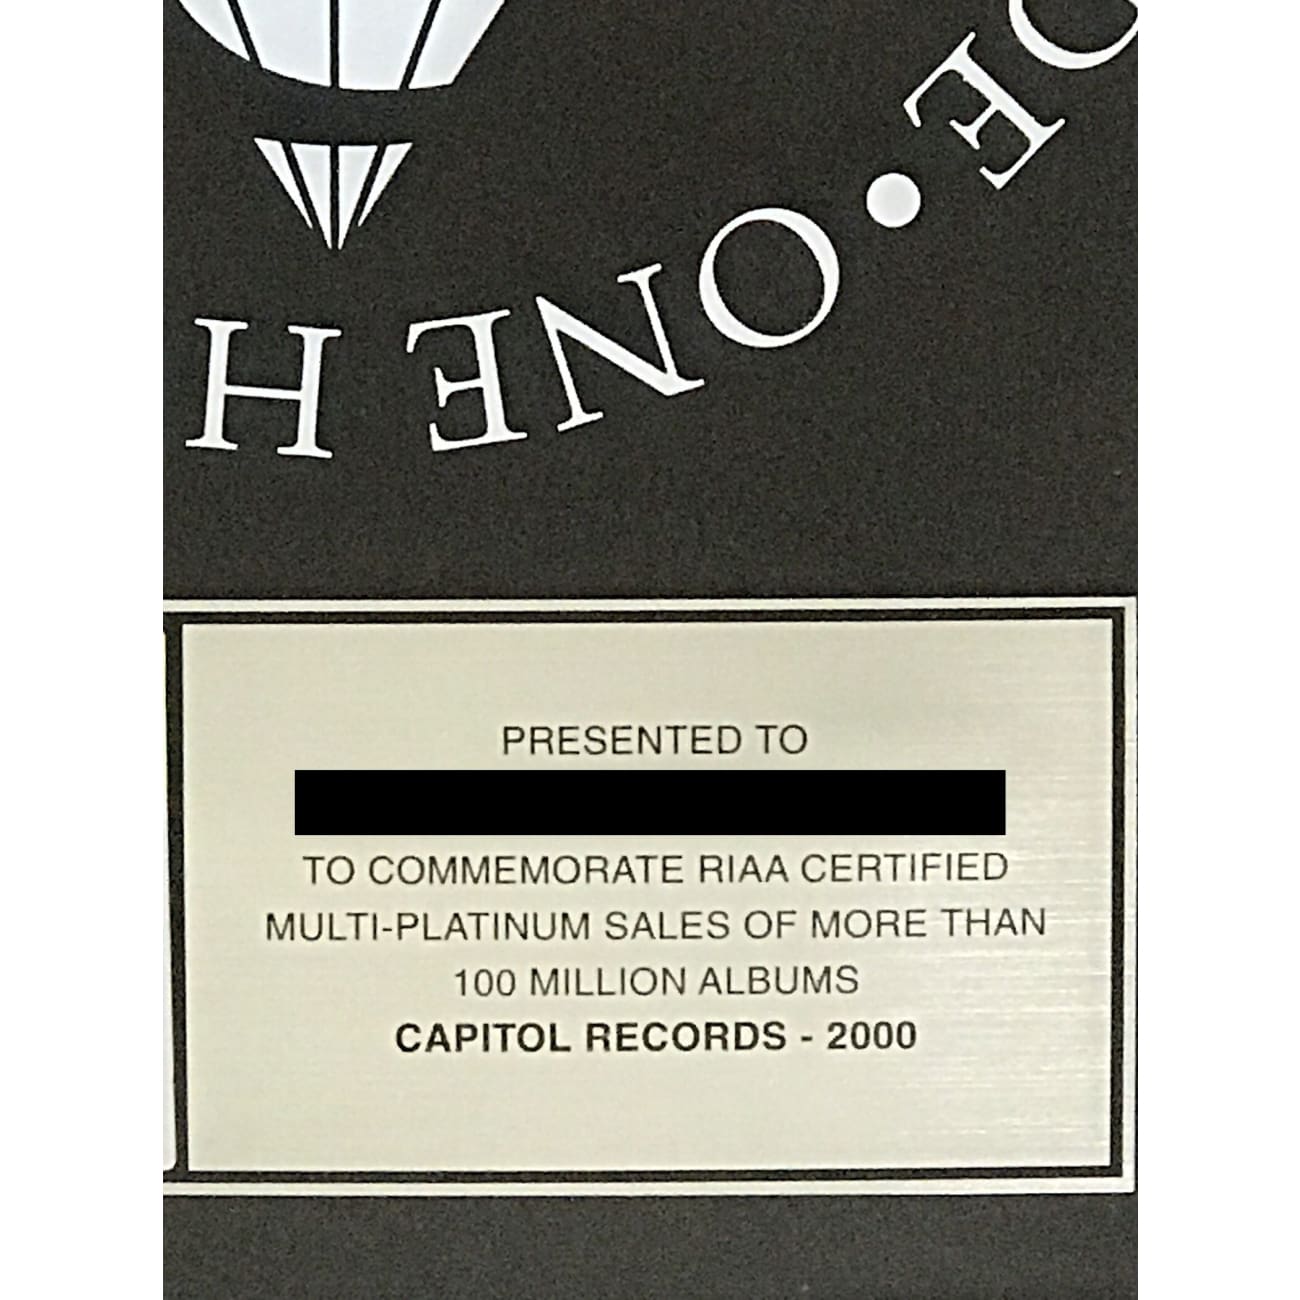 DE • ONE H
PRESENTED TO
TO COMMEMORATE RIAA CERTIFIED
MULTI-PLATINUM SALES OF MORE THAN
100 MILLION ALBUMS
CAPITOL RECORDS - 2000